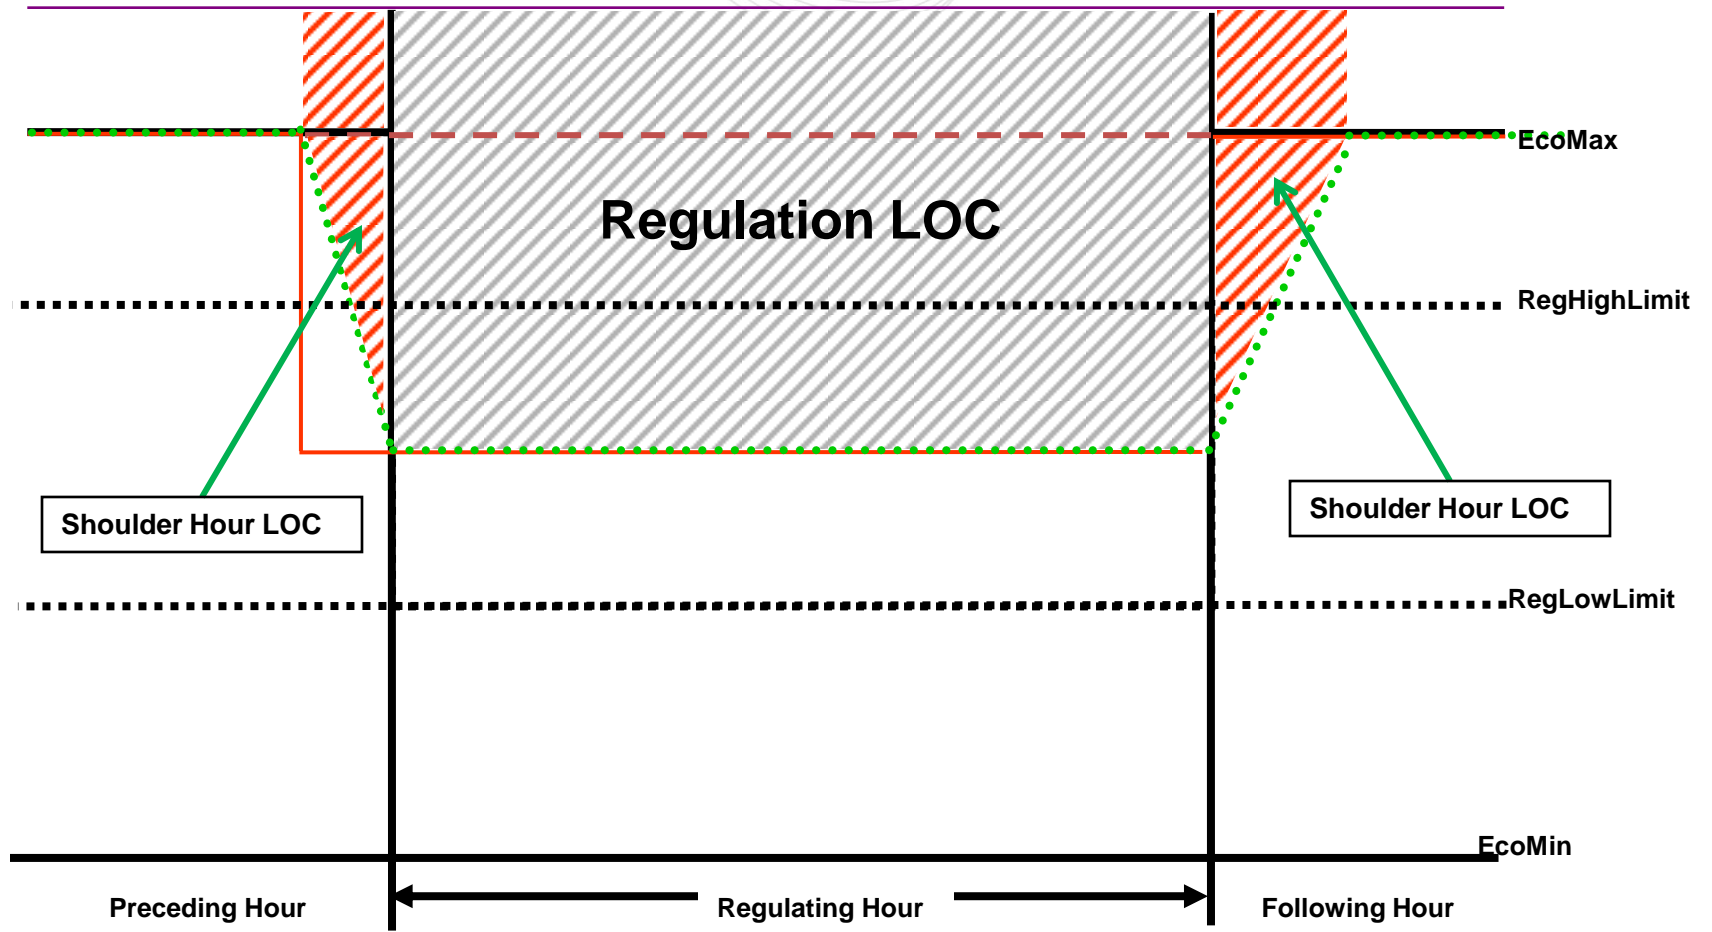 EcoMax
Regulation LOC
RegHighLimit
Shoulder Hour LOC
Shoulder Hour LOC
RegLowLimit
EcoMin
Preceding Hour
Regulating Hour
Following Hour